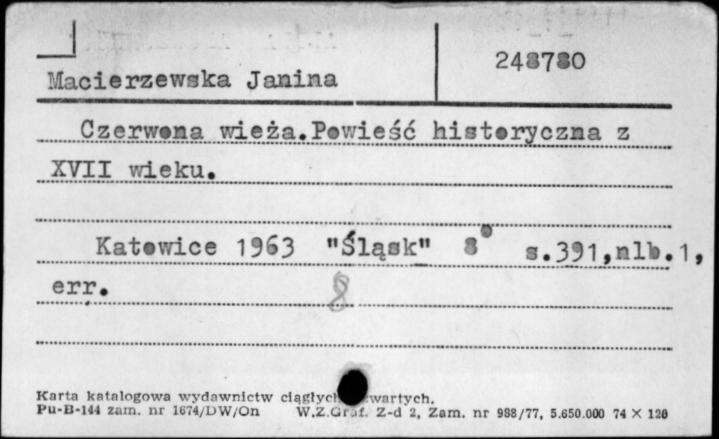 248780
Macierzewska Janina
Czerwona wieża.Powieść historyczna z
XVII wieku.
Katowice 1963 "Śląsk" 8° s.391,nlb.1,
err.
8
Karta katalogowa wydawnictw ciągłych
Pu-B-144 zam. nr 1674/DW/On W.Z.Graf. Z-d 2, Zam. nr 988/77, 5.650.000 74 × 120